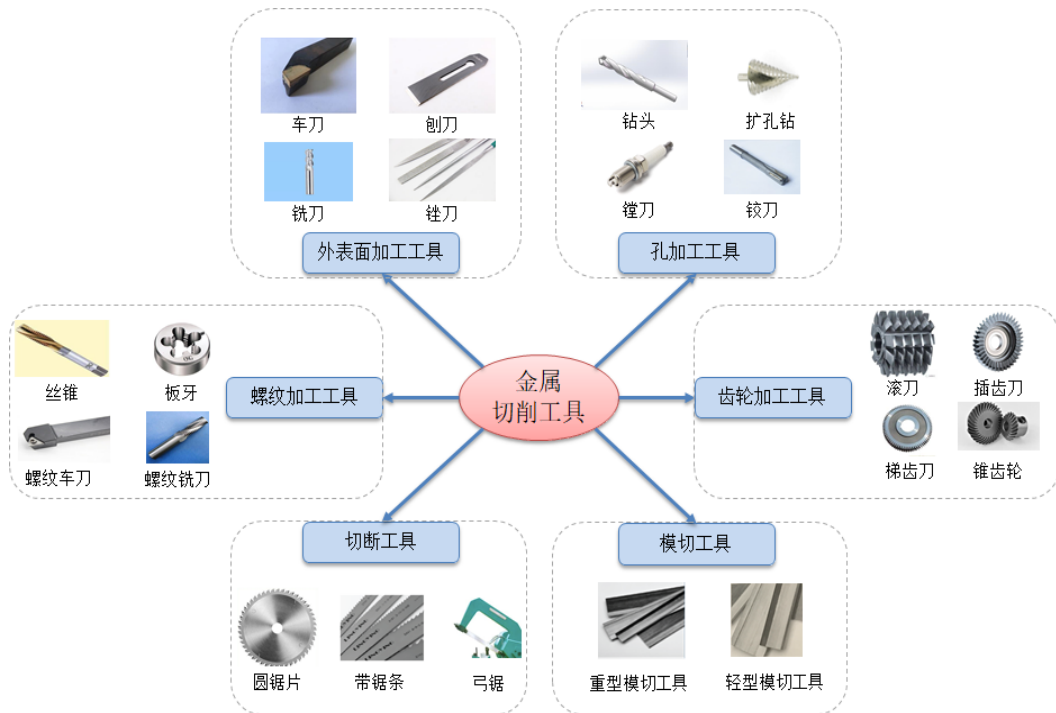 车刀
刨刀
铣刀
锉刀
外表面加工工具
钻头
扩孔钻
镗刀
铰刀
孔加工工具
丝锥
板牙
螺纹车刀
螺纹铣刀
螺纹加工工具
金属
切削工具
齿轮加工工具
滚刀
插齿刀
梯齿刀
锥齿轮
切断工具
圆锯片
带锯条
弓锯
模切工具
重型模切工具
轻型模切工具